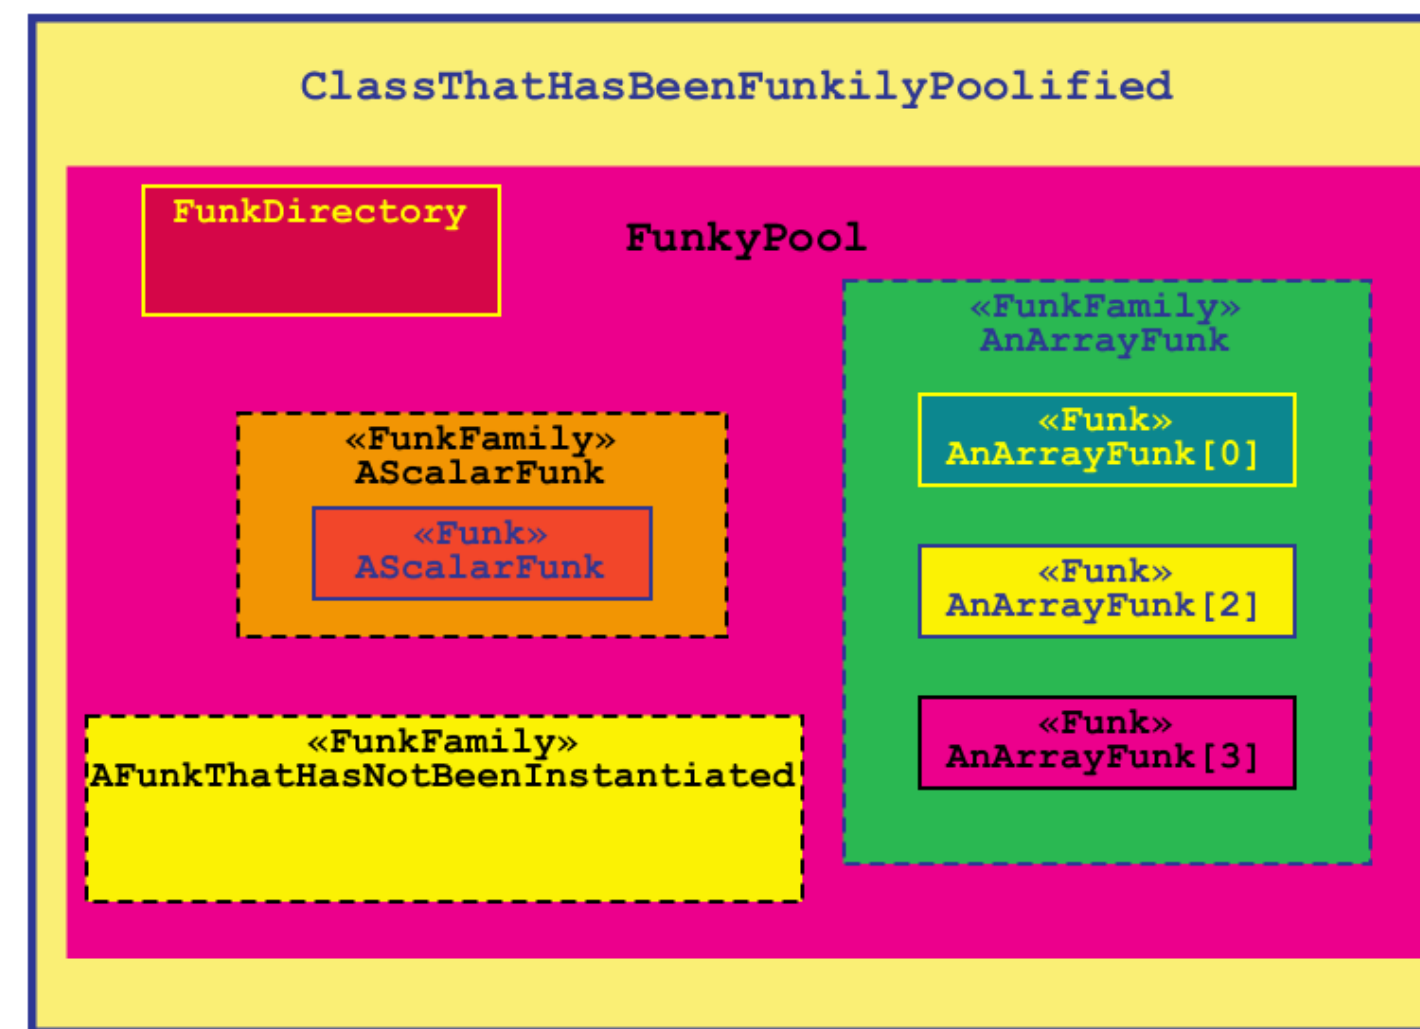 ClassThatHasBeenFunkilyPoolified
FunkDirectory
FunkyPool
«FunkFamily»
AScalarFunk
«Funk»
AScalarFunk
«FunkFamily»
AFunkThatHasNotBeenInstantiated
«FunkFamily»
AnArrayFunk
«Funk»
AnArrayFunk[0]
«Funk»
AnArrayFunk[2]
«Funk»
AnArrayFunk[3]